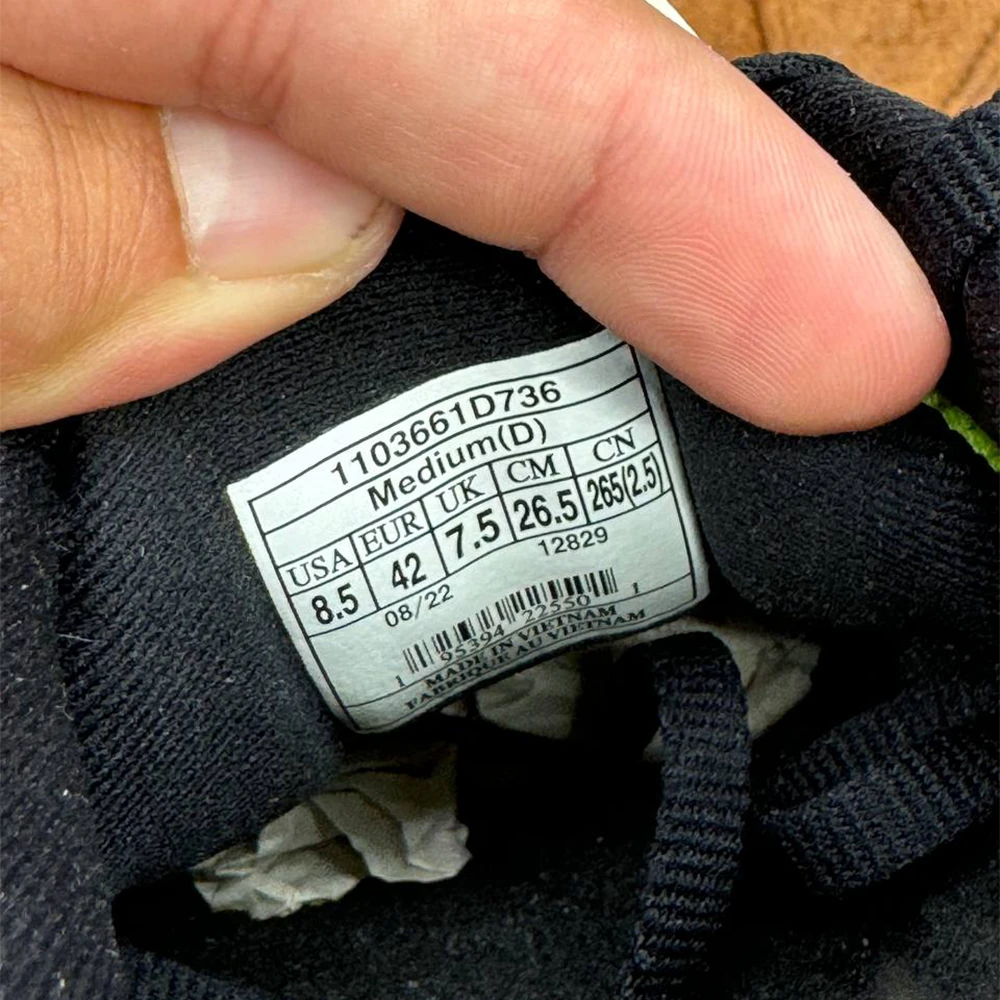 1103661D736
Medium(D)
USA EUR UK CM CN
8.5 42 7.5 26.5 265(2.5)
08/22 12829
1 95394 22550 1
MADE IN VIETNAM
FABRIQUE AU VIETNAM